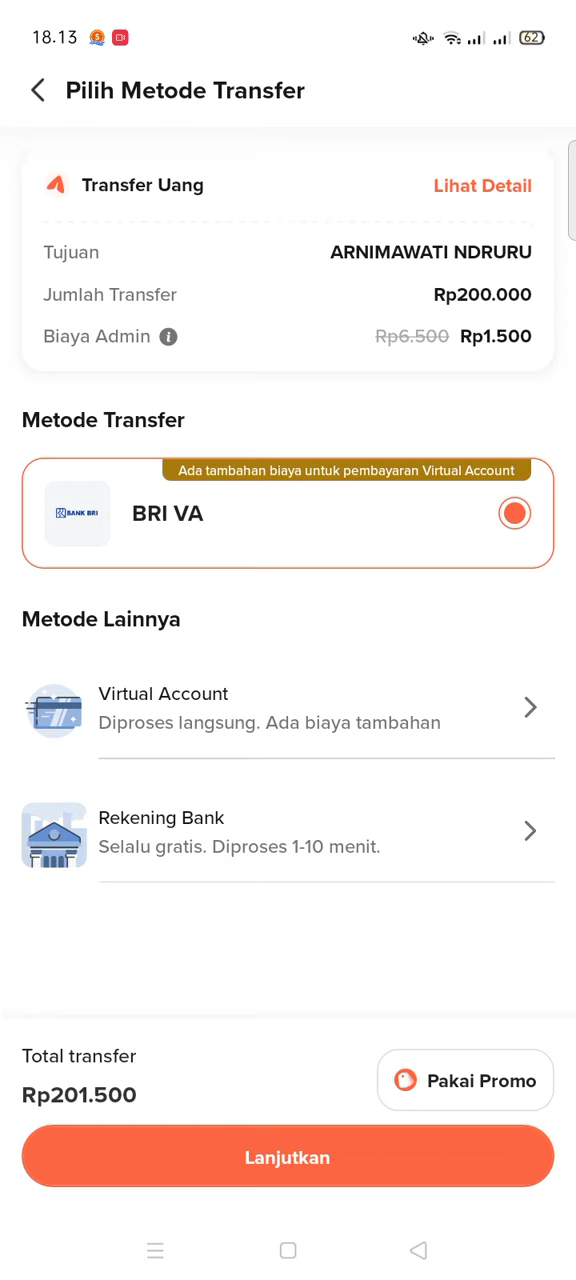 18.13
62
Pilih Metode Transfer
Transfer Uang
Lihat Detail
Tujuan
ARNIMAWATI NDRURU
Jumlah Transfer
Rp200.000
Biaya Admin
Rp6.500 Rp1.500
Metode Transfer
Ada tambahan biaya untuk pembayaran Virtual Account
BANK BRI
BRI VA
Metode Lainnya
Virtual Account
Diproses langsung. Ada biaya tambahan
Rekening Bank
Selalu gratis. Diproses 1-10 menit.
Total transfer
Rp201.500
Pakai Promo
Lanjutkan